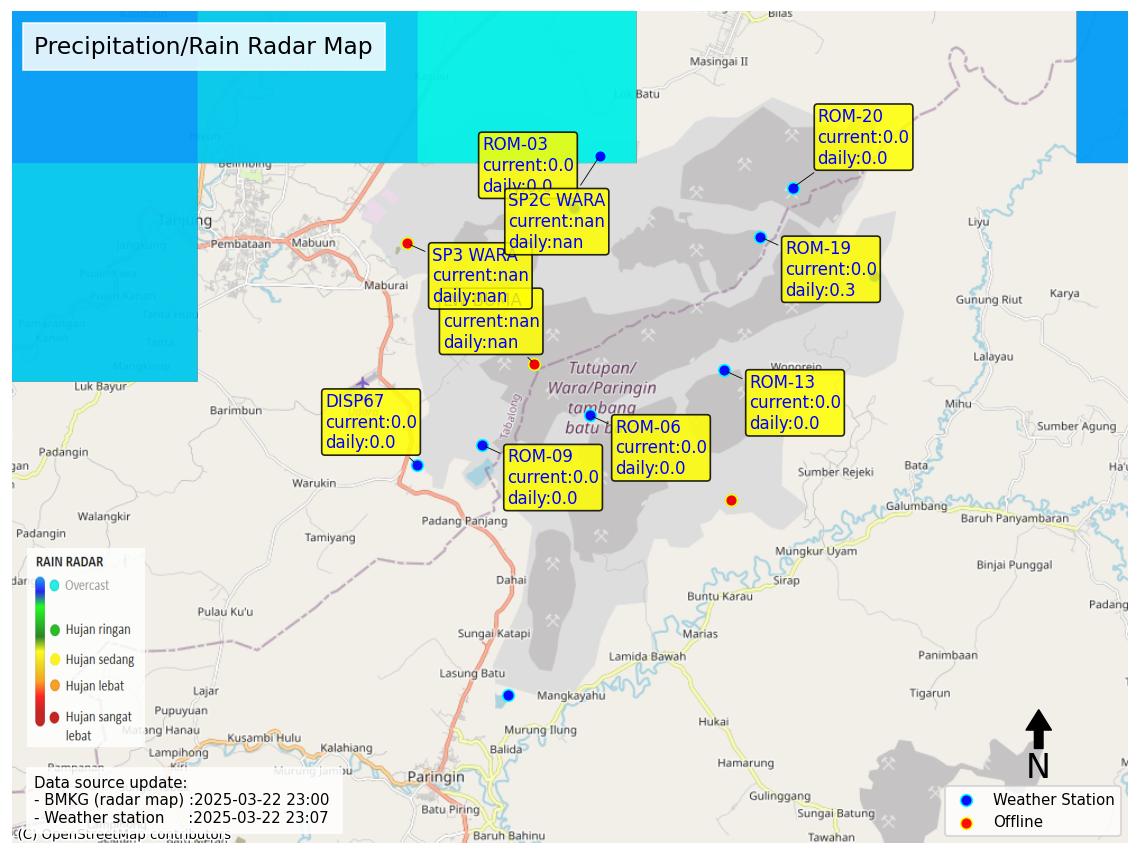 Precipitation/Rain Radar Map
Bilas
Masingai II
Batu
Belimbing
Tanjung
Pembataan
Mabuun
Maburai
Jangkung
Tanta Hulu
Mangkusip
Luk Bayur
ROM-03
current:0.0
daily:0.0
SP2C WARA
current:nan
daily:nan
SP3 WARA
current:nan
daily:nan
current:nan
daily:nan
ROM-20
current:0.0
daily:0.0
ROM-19
current:0.0
daily:0.3
Liyu
Gunung Riut
Karya
Lalayau
Mihu
Wonorejo
Tutupan/
Wara/Paringin
tambang
batu
Tabalong
ROM-13
current:0.0
daily:0.0
DISP67
current:0.0
daily:0.0
ROM-06
current:0.0
daily:0.0
ROM-09
current:0.0
daily:0.0
Barimbun
Padangin
Warukin
Walangkir
Padangin
Tamiyang
Padang Panjang
Sumber Agung
Bata
Sumber Rejeki
Galumbang
Baruh Panyambaran
Mungkur Uyam
Binjai Punggal
Sirap
Buntu Karau
Padang
Dahai
Pulau Ku'u
Sungai Katapi
Marias
Lamida Bawah
Panimbaan
Lasung Batu
Mangkayahu
Tigarun
Lajar
Pupuyuan
Matang Hanau
Kusambi Hulu
Lampihong
Kalahiang
Murung Jambu
Murung Ilung
Balida
Hukai
Hamarung
Paringin
Batu Piring
Baruh Bahinu
Gulinggang
Sungai Batung
Tawahan
RAIN RADAR
Overcast
Hujan ringan
Hujan sedang
Hujan lebat
Hujan sangat
lebat
Data source update:
- BMKG (radar map) :2025-03-22 23:00
- Weather station :2025-03-22 23:07
(C) OpenStreetMap contributors
N
Weather Station
Offline